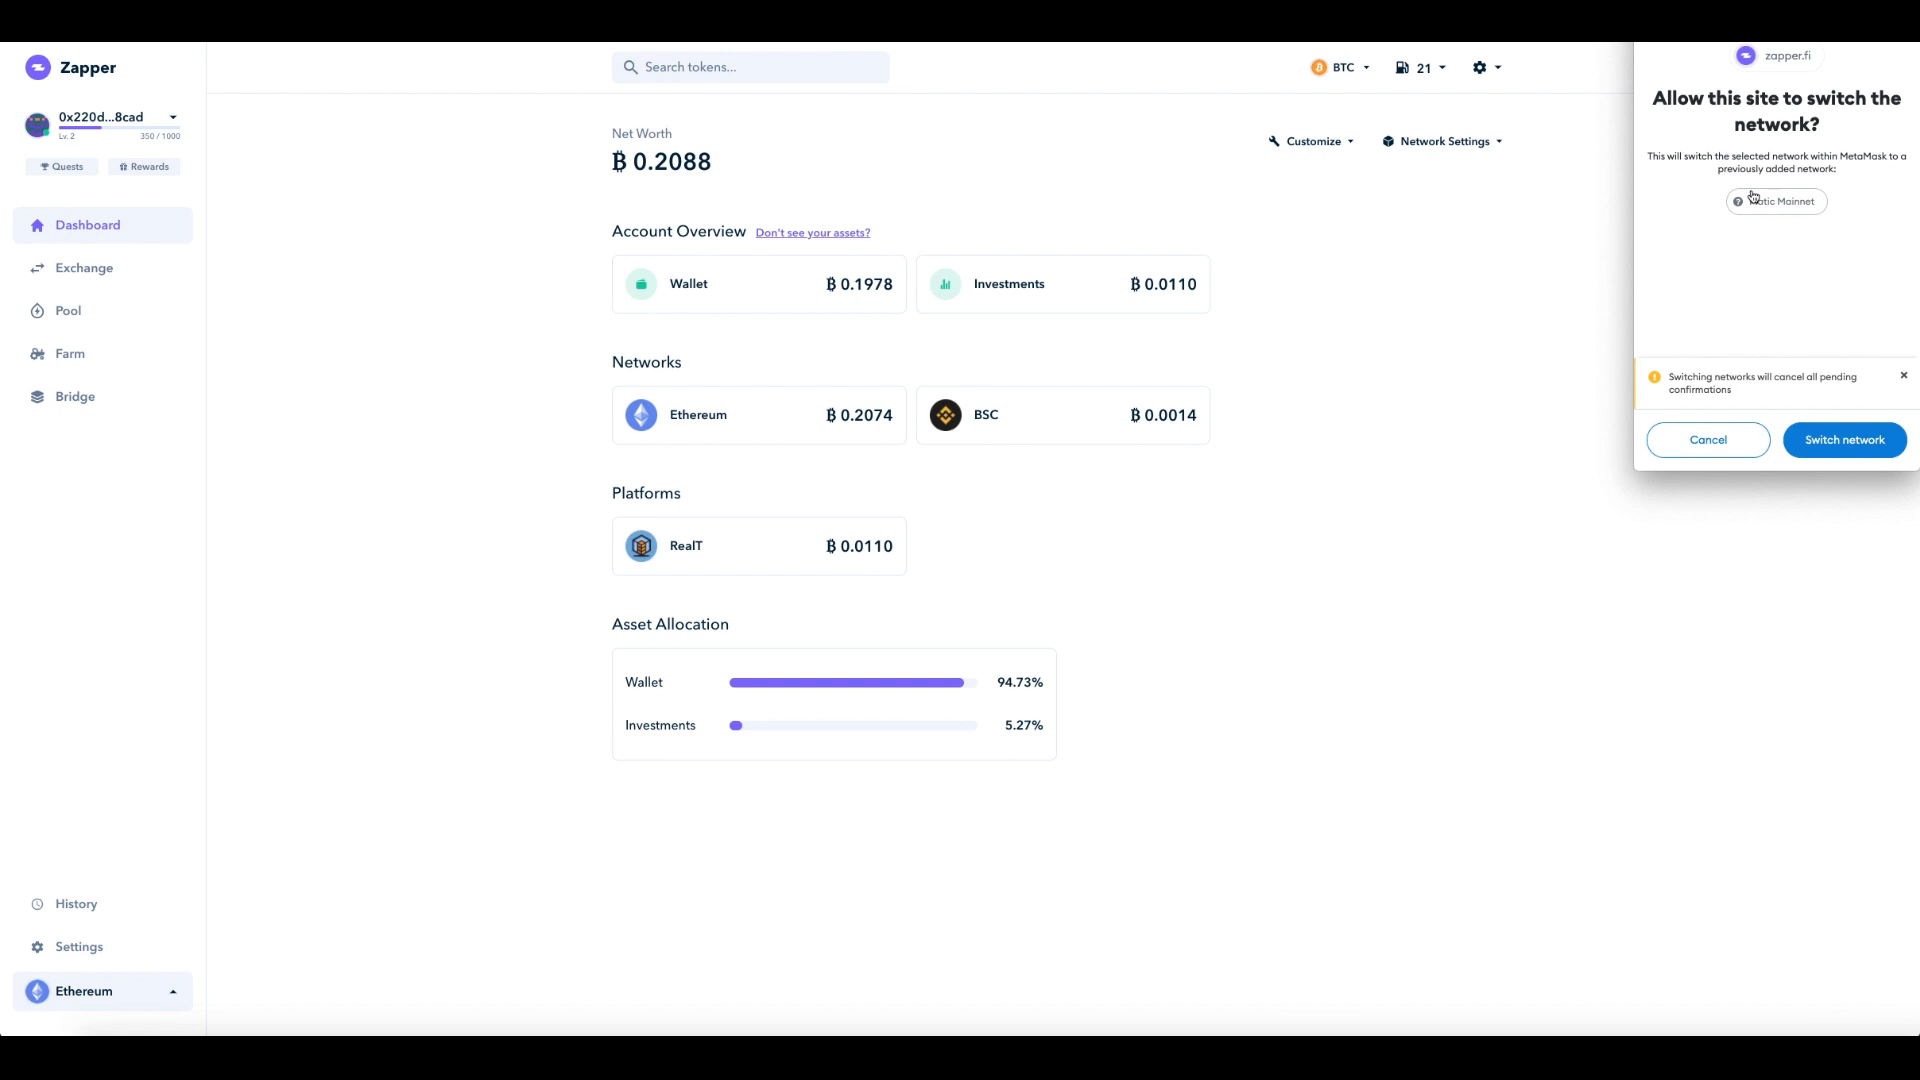 Zapper
0x220d...8cad
Lv. 2
350 / 1000
Quests
Rewards
Dashboard
Exchange
Pool
Farm
Bridge
History
Settings
Ethereum
Search tokens...
BTC
21
Net Worth
₿ 0.2088
Customize
Network Settings
Account Overview Don't see your assets?
Wallet ₿ 0.1978
Investments ₿ 0.0110
Networks
Ethereum ₿ 0.2074
BSC ₿ 0.0014
Platforms
RealT ₿ 0.0110
Asset Allocation
Wallet 94.73%
Investments 5.27%
zapper.fi
Allow this site to switch the
network?
This will switch the selected network within MetaMask to a
previously added network:
Mainnet
Switching networks will cancel all pending
confirmations
Cancel
Switch network